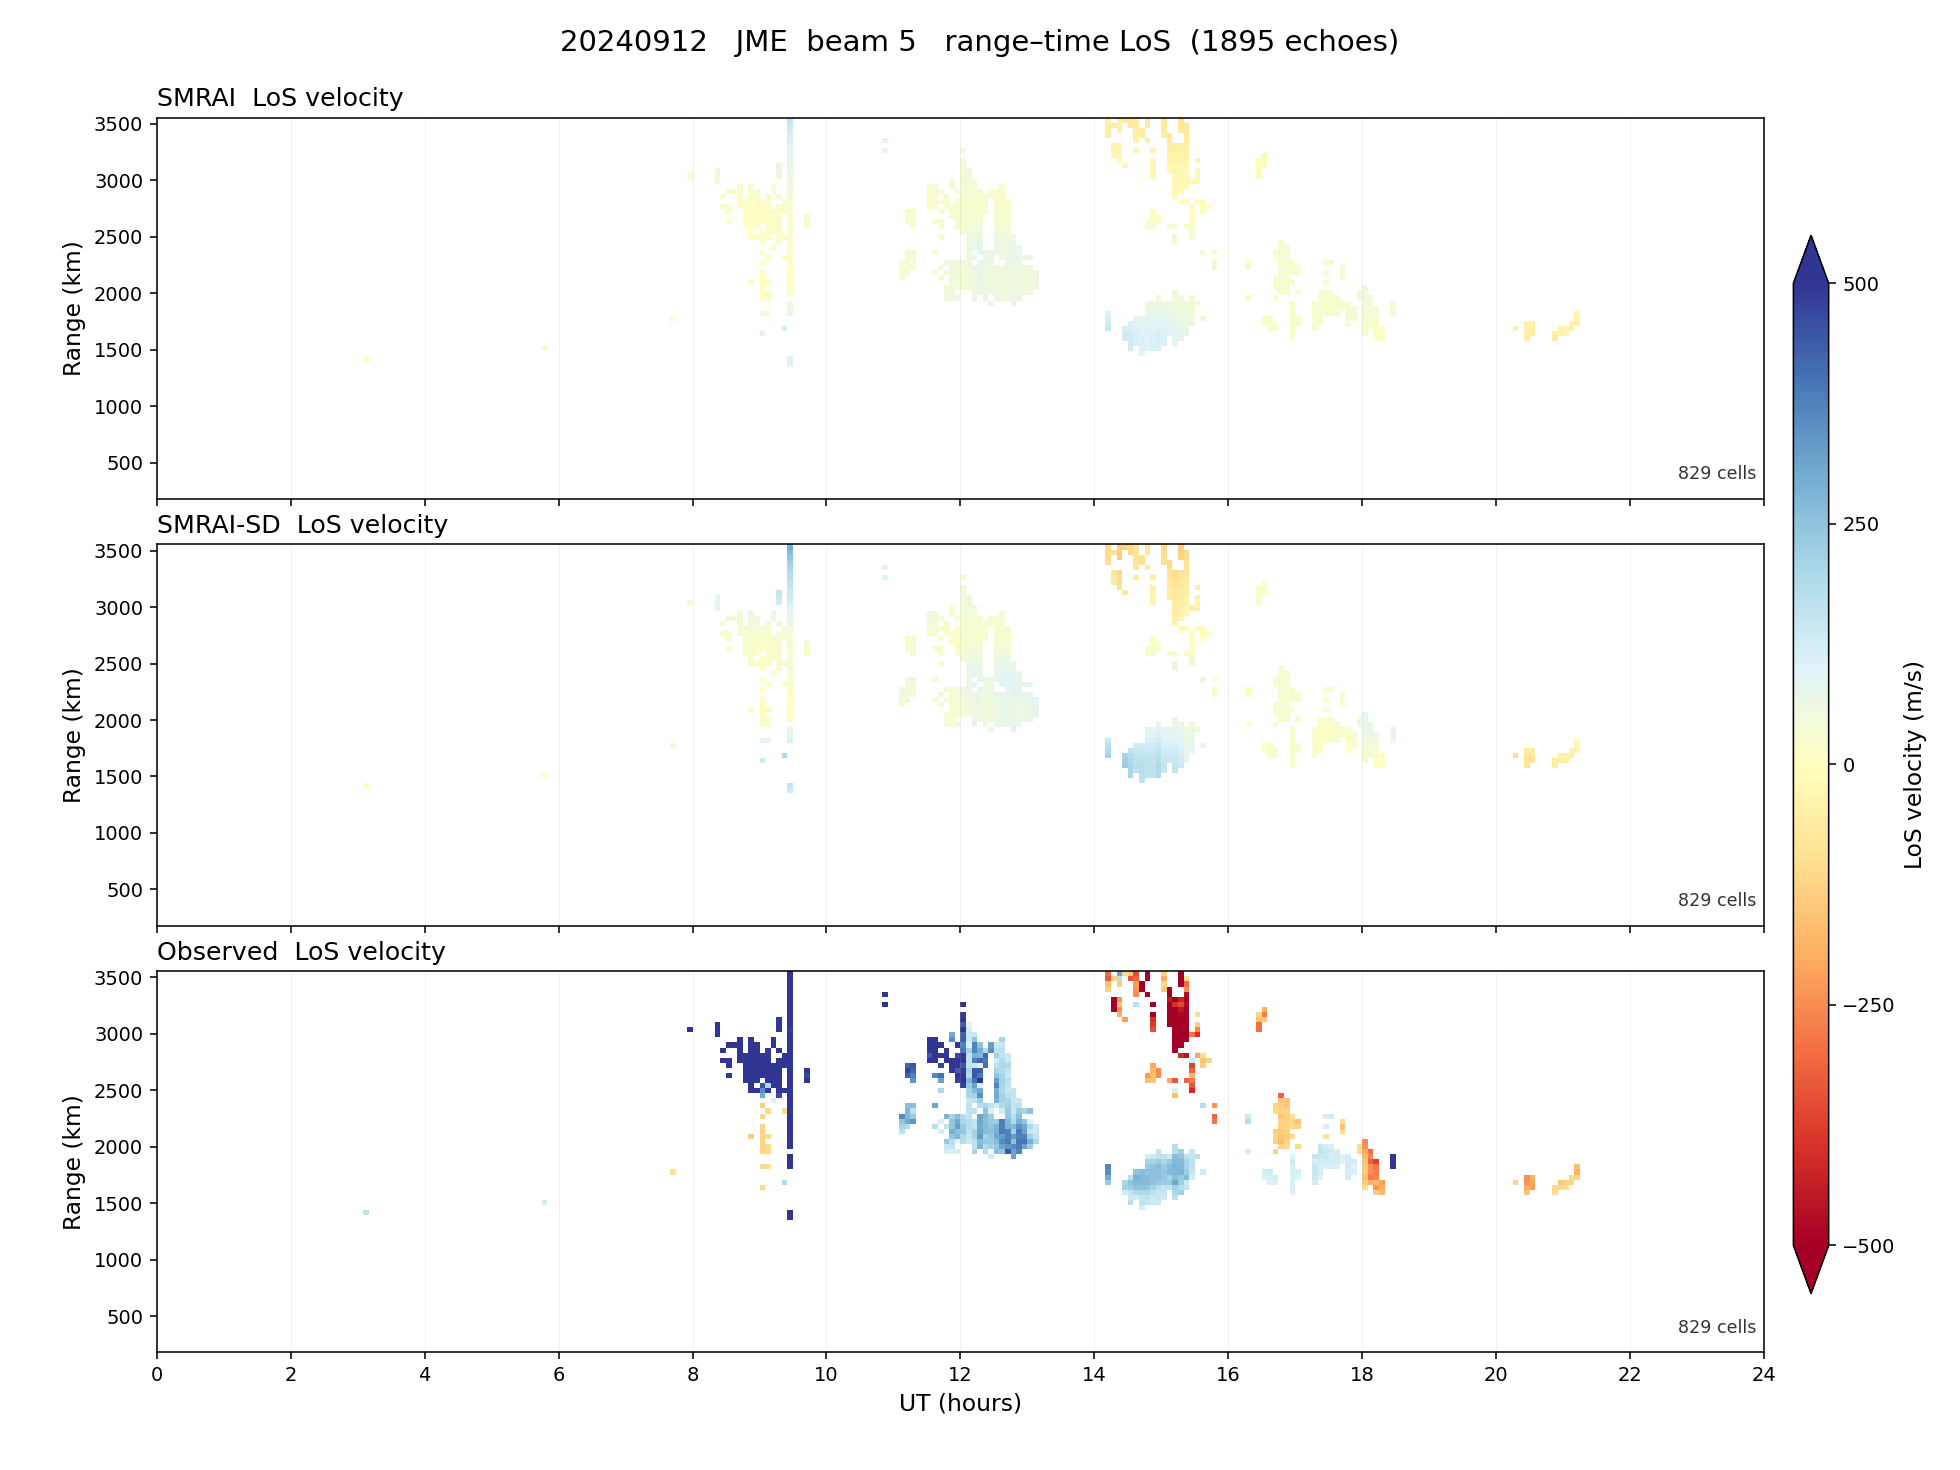 20240912   JME  beam 5   range–time LoS  (1895 echoes)
SMRAI  LoS velocity
3500
3000
2500
2000
1500
1000
500
Range (km)
829 cells
SMRAI-SD  LoS velocity
3500
3000
2500
2000
1500
1000
500
Range (km)
829 cells
Observed  LoS velocity
3500
3000
2500
2000
1500
1000
500
Range (km)
829 cells
0 2 4 6 8 10 12 14 16 18 20 22 24
UT (hours)
500
250
0
−250
−500
LoS velocity (m/s)